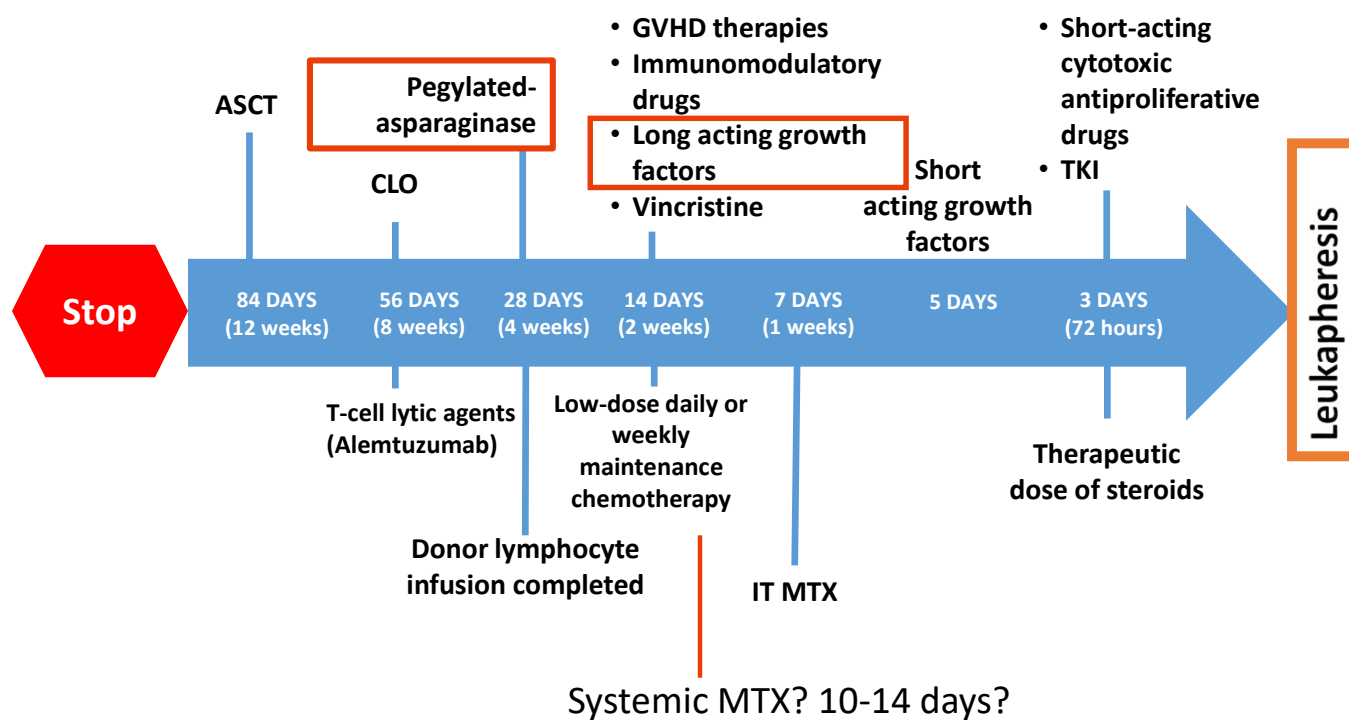 • GVHD therapies
• Immunomodulatory
drugs
• Long acting growth
factors
• Vincristine
• Short-acting
cytotoxic
antiproliferative
drugs
• TKI
Pegylated-
asparaginase
ASCT
CLO
Short
acting growth
factors
Stop
84 DAYS
(12 weeks)
56 DAYS
(8 weeks)
28 DAYS
(4 weeks)
14 DAYS
(2 weeks)
7 DAYS
(1 weeks)
5 DAYS
3 DAYS
(72 hours)
Leukapheresis
T-cell lytic agents
(Alemtuzumab)
Low-dose daily or
weekly
maintenance
chemotherapy
Therapeutic
dose of steroids
Donor lymphocyte
infusion completed
IT MTX
Systemic MTX? 10-14 days?